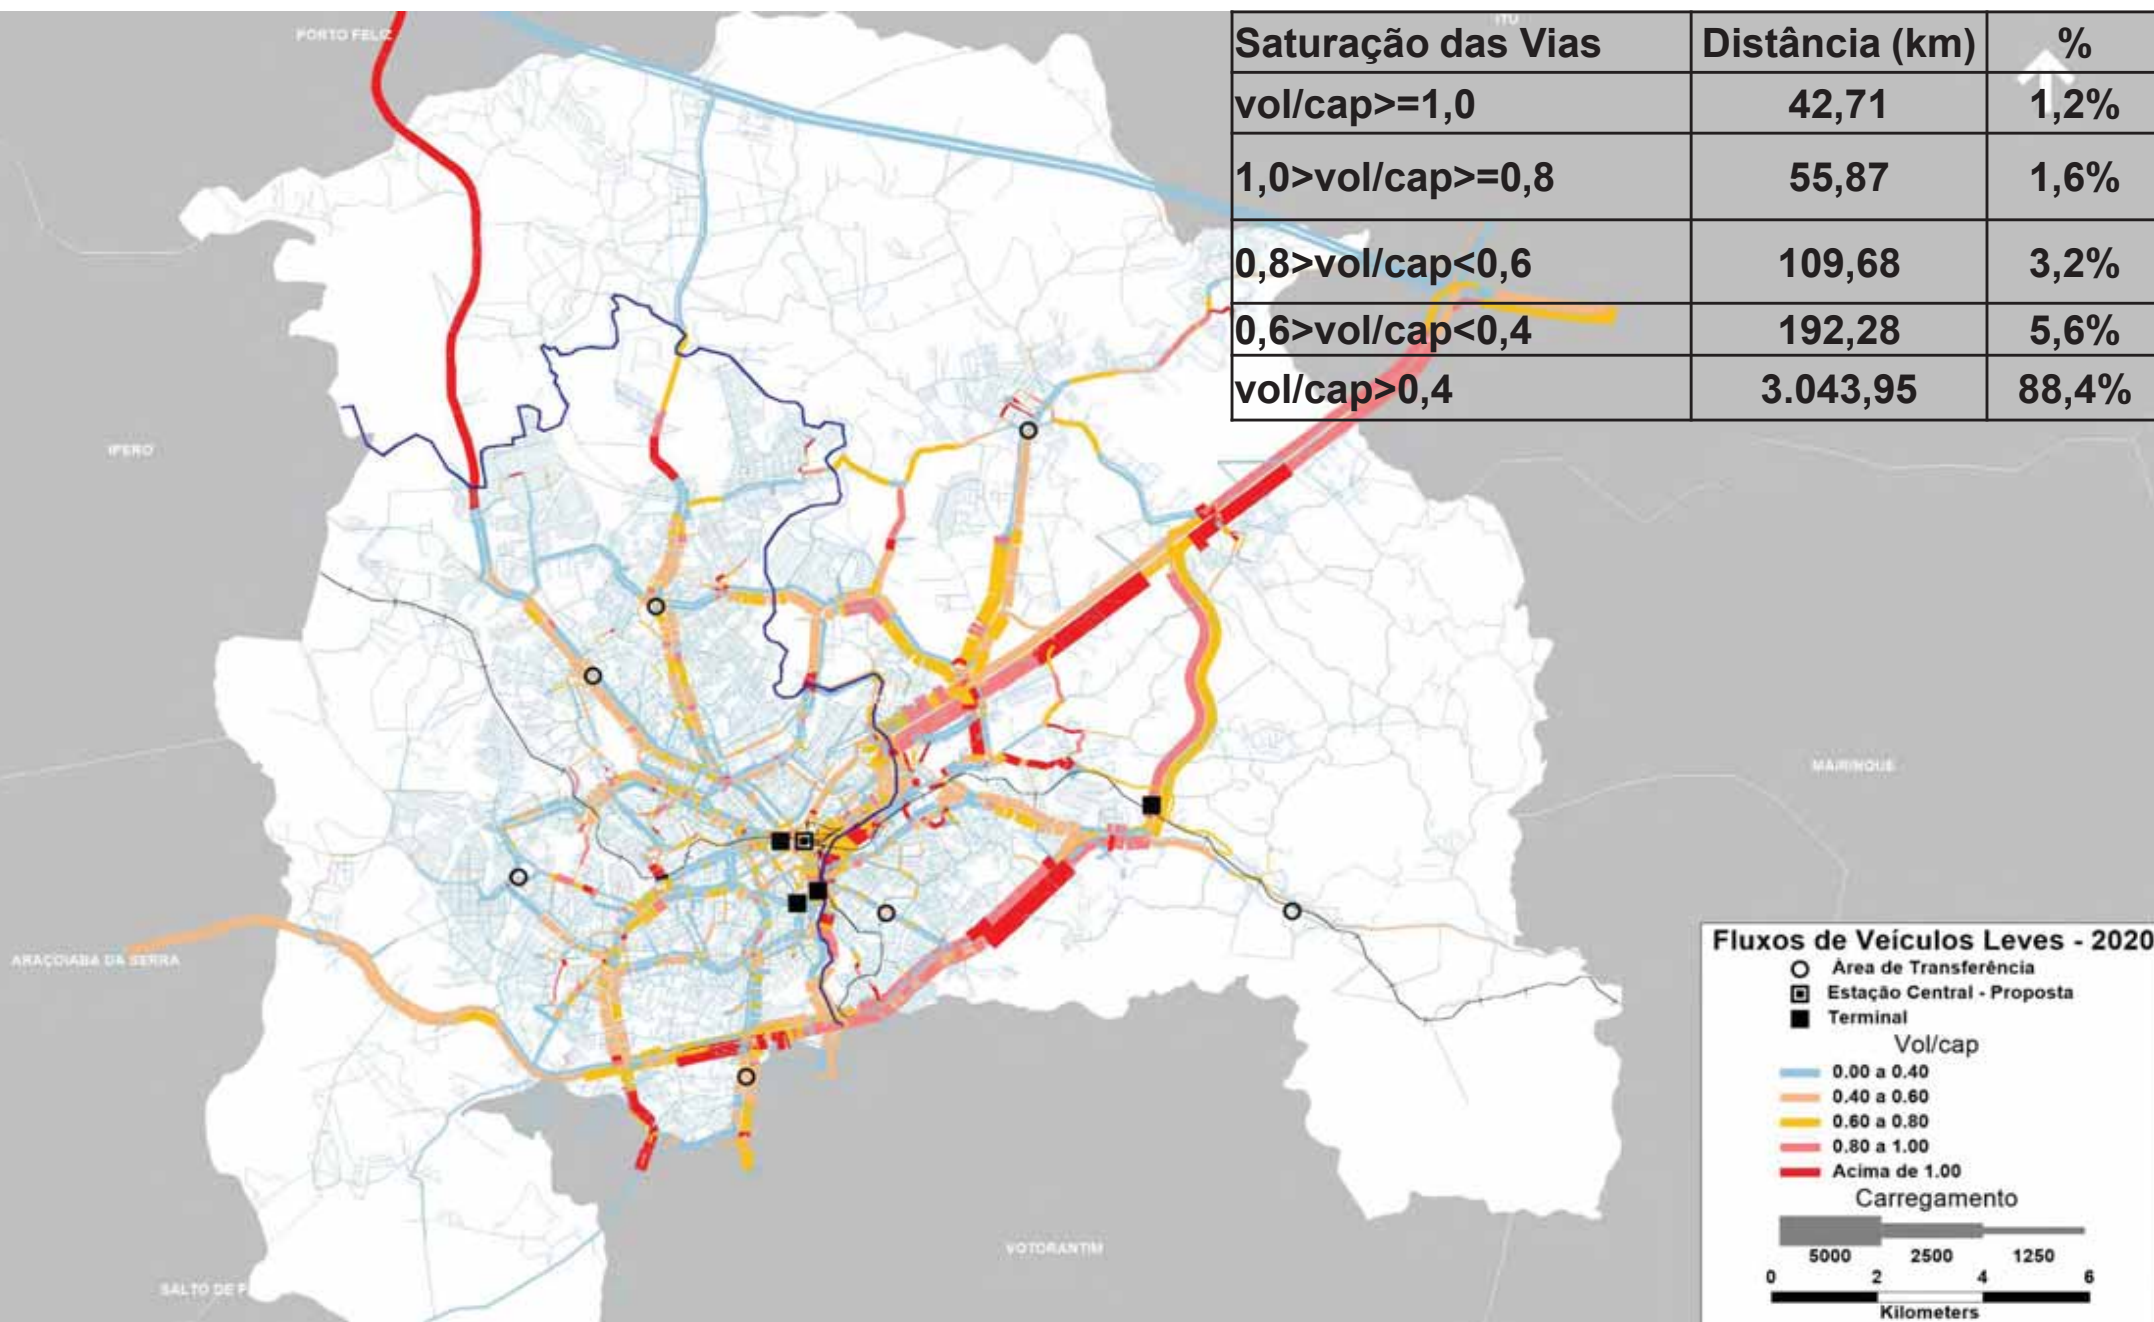 PORTO FELIZ
ITU
Saturação das Vias Distância (km) %
vol/cap>=1,0 42,71 1,2%
1,0>vol/cap>=0,8 55,87 1,6%
0,8>vol/cap<0,6 109,68 3,2%
0,6>vol/cap<0,4 192,28 5,6%
vol/cap>0,4 3.043,95 88,4%
IPERO
MAIRINQUE
ARAÇOIABA DA SERRA
VOTORANTIM
SALTO DE P
Fluxos de Veículos Leves - 2020
Área de Transferência
Estação Central - Proposta
Terminal
Vol/cap
0.00 a 0.40
0.40 a 0.60
0.60 a 0.80
0.80 a 1.00
Acima de 1.00
Carregamento
5000 2500 1250
0 2 4 6
Kilometers